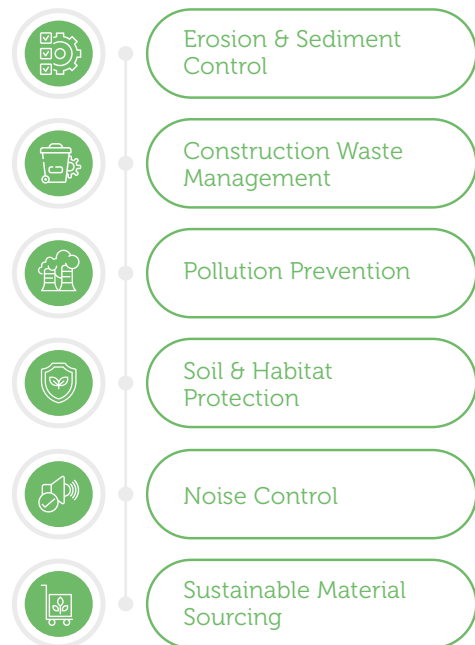 Erosion & Sediment
Control
Construction Waste
Management
Pollution Prevention
Soil & Habitat
Protection
Noise Control
Sustainable Material
Sourcing